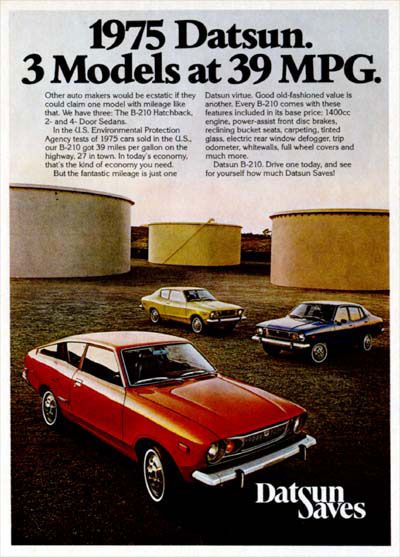 1975 Datsun.
3 Models at 39 MPG.
Other auto makers would be ecstatic if they
could claim one model with mileage like
that. We have three: The B-210 Hatchback,
2- and 4- Door Sedans.
In the U.S. Environmental Protection
Agency tests of 1975 cars sold in the U.S.,
our B-210 got 39 miles per gallon on the
highway, 27 in town. In today's economy,
that's the kind of economy you need.
But the fantastic mileage is just one
Datsun virtue. Good old-fashioned value is
another. Every B-210 comes with these
features included in its base price: 1400cc
engine, power-assist front disc brakes,
reclining bucket seats, carpeting, tinted
glass, electric rear window defogger, trip
odometer, whitewalls, full wheel covers and
much more.
Datsun B-210. Drive one today, and see
for yourself how much Datsun Saves!
Datsun
Saves